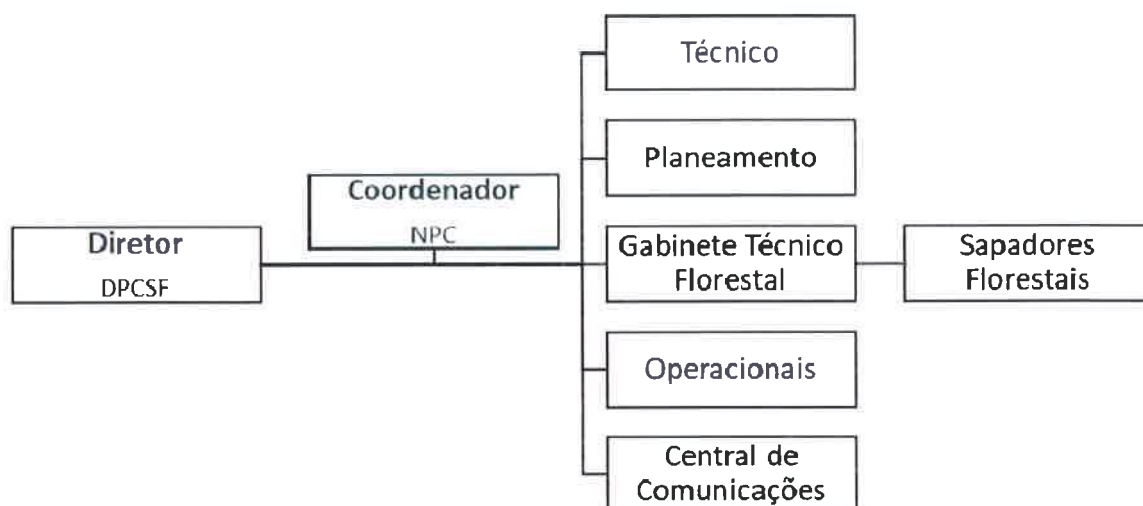 Técnico
Planeamento
Coordenador
NPC
Diretor
DPCSF
Gabinete Técnico
Florestal
Sapadores
Florestais
Operacionais
Central de
Comunicações